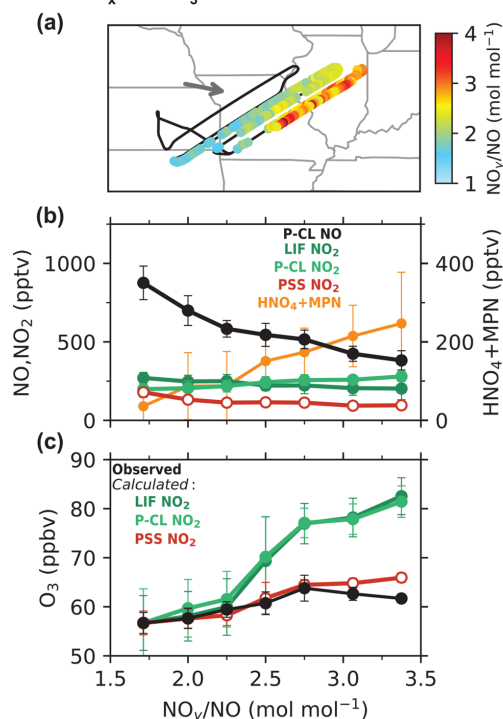 (a)
4
3
2
1
NOy/NO (mol mol⁻¹)
(b)
P-CL NO
LIF NO₂
P-CL NO₂
PSS NO₂
HNO₄+MPN
1000
500
0
NO,NO₂ (pptv)
400
200
0
HNO₄+MPN (pptv)
(c)
Observed
Calculated :
LIF NO₂
P-CL NO₂
PSS NO₂
90
80
70
60
50
O₃ (ppbv)
1.5 2.0 2.5 3.0 3.5
NOy/NO (mol mol⁻¹)